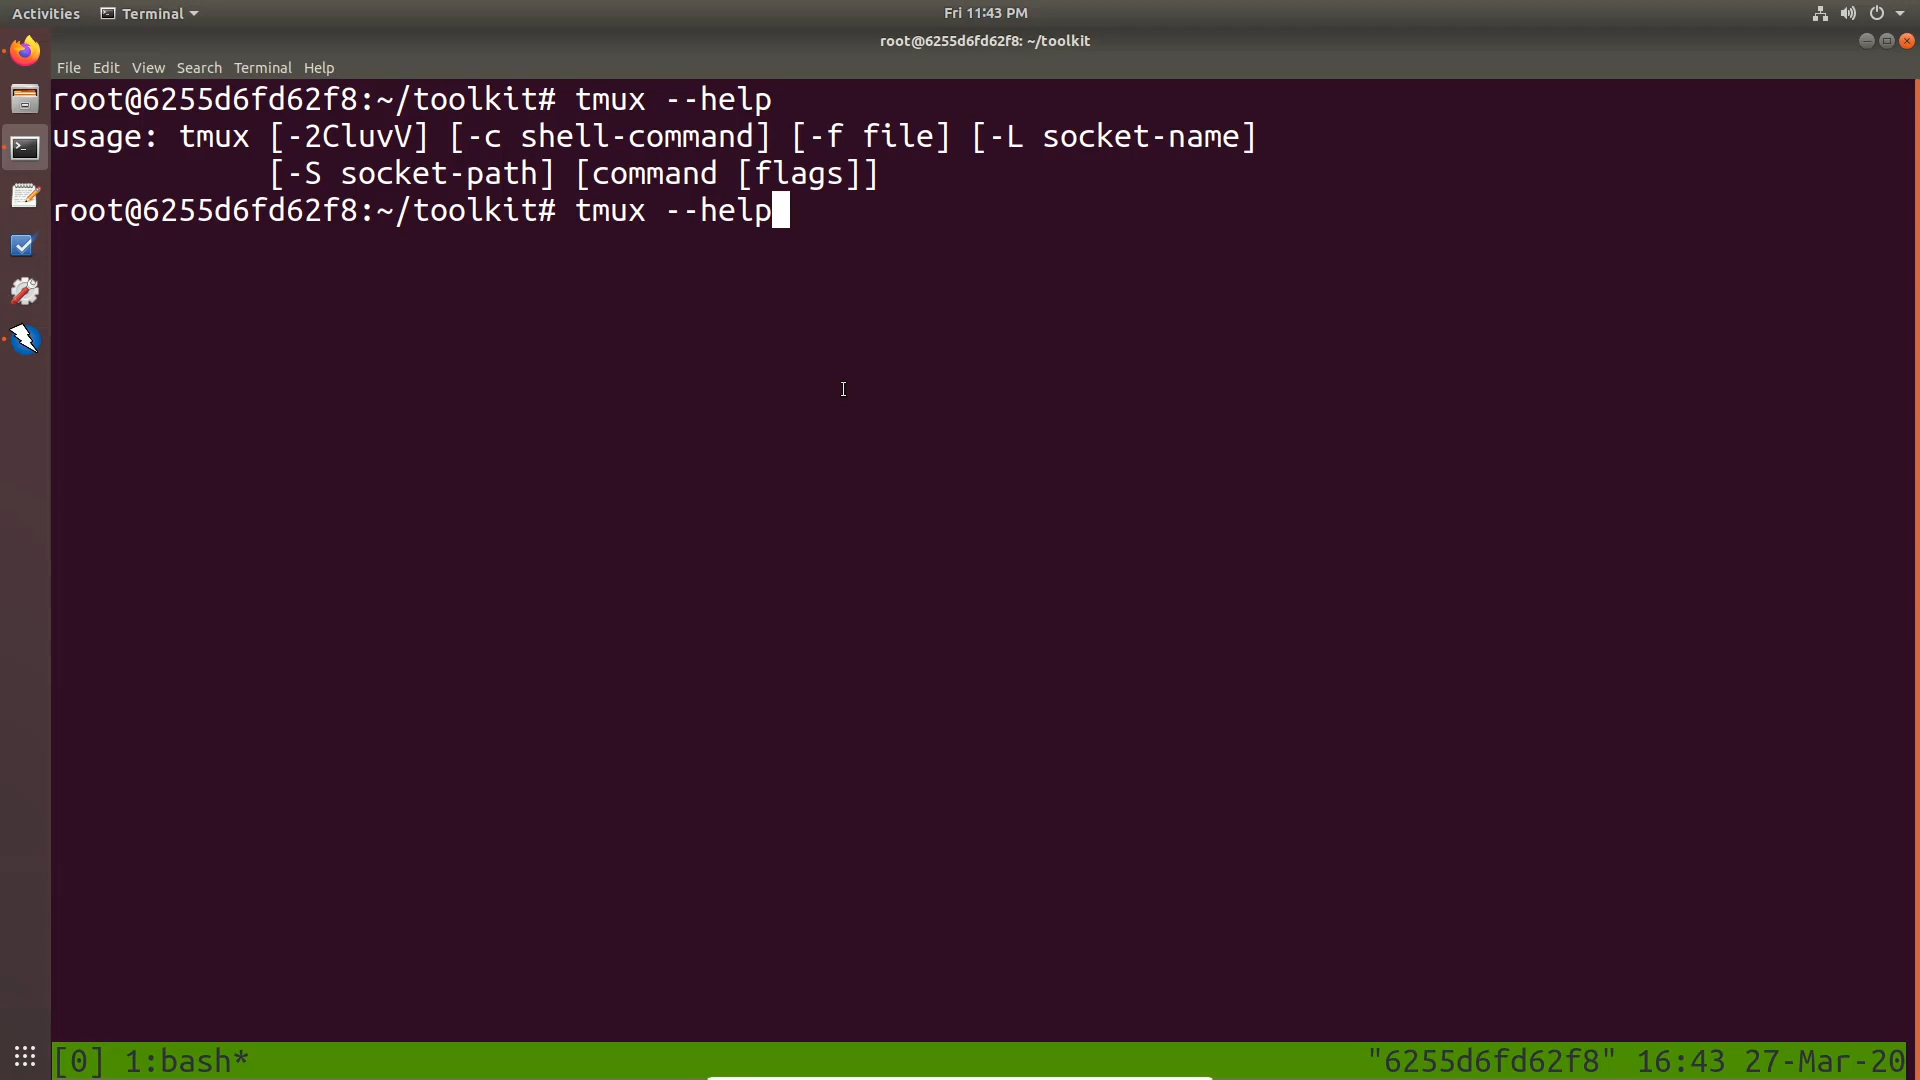 Activities Terminal Fri 11:43 PM
root@6255d6fd62f8: ~/toolkit
File Edit View Search Terminal Help
root@6255d6fd62f8:~/toolkit# tmux --help
usage: tmux [-2CluvV] [-c shell-command] [-f file] [-L socket-name]
[-S socket-path] [command [flags]]
root@6255d6fd62f8:~/toolkit# tmux --help
[0] 1:bash* "6255d6fd62f8" 16:43 27-Mar-20